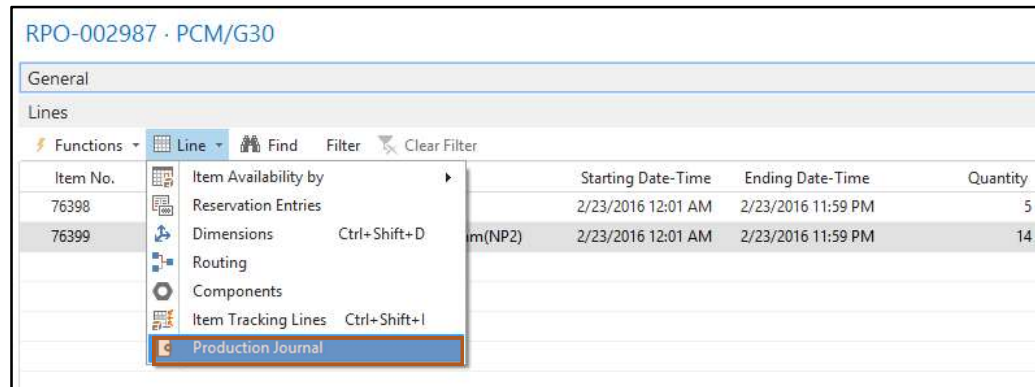 RPO-002987 · PCM/G30
General
Lines
Functions Line Find Filter Clear Filter
Item No. Starting Date-Time Ending Date-Time Quantity
76398 2/23/2016 12:01 AM 2/23/2016 11:59 PM 5
76399 am(NP2) 2/23/2016 12:01 AM 2/23/2016 11:59 PM 14
Item Availability by
Reservation Entries
Dimensions Ctrl+Shift+D
Routing
Components
Item Tracking Lines Ctrl+Shift+I
Production Journal